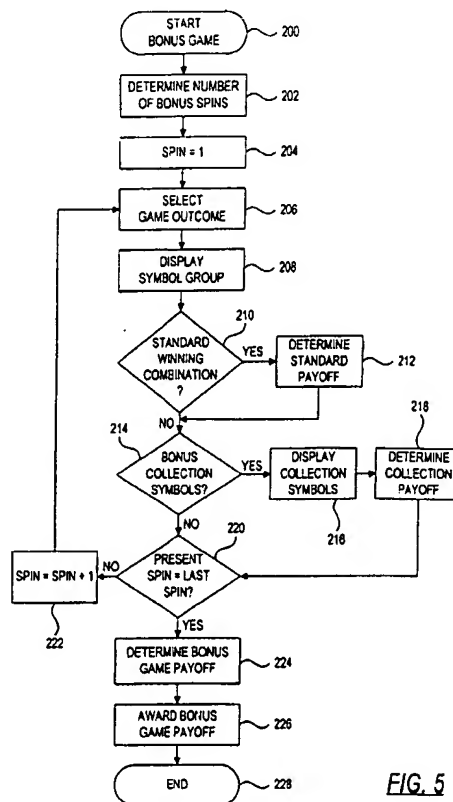 START
BONUS GAME
200
DETERMINE NUMBER
OF BONUS SPINS
202
SPIN = 1
204
SELECT
GAME OUTCOME
206
DISPLAY
SYMBOL GROUP
208
210
STANDARD
WINNING
COMBINATION
?
YES
DETERMINE
STANDARD
PAYOFF
212
NO
214
BONUS
COLLECTION
SYMBOLS?
YES
DISPLAY
COLLECTION
SYMBOLS
216
218
DETERMINE
COLLECTION
PAYOFF
NO
220
PRESENT
SPIN = LAST
SPIN?
NO
SPIN = SPIN + 1
222
YES
DETERMINE BONUS
GAME PAYOFF
224
AWARD BONUS
GAME PAYOFF
226
END
228
FIG. 5